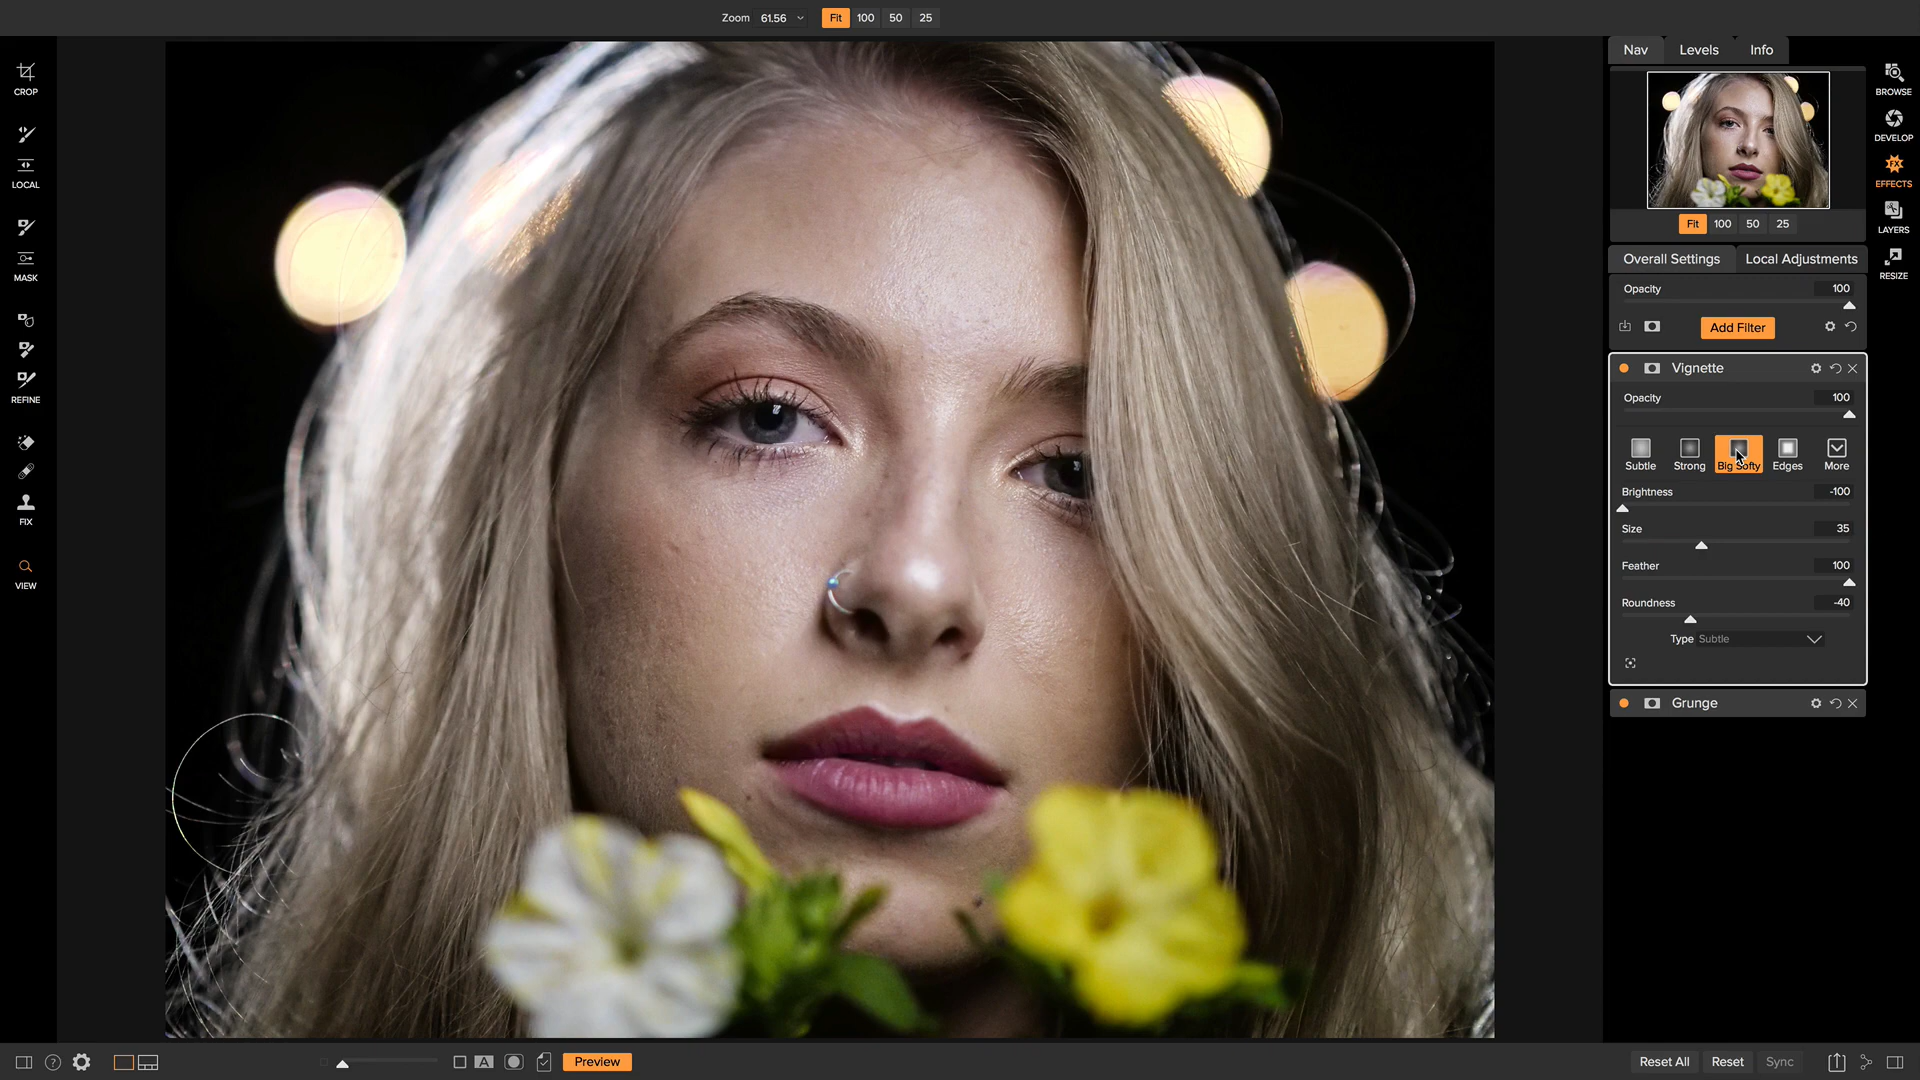 Zoom 61.56 Fit 100 50 25
Nav Levels Info
CROP
LOCAL
MASK
REFINE
FIX
VIEW
BROWSE
DEVELOP
FX
EFFECTS
LAYERS
RESIZE
Fit 100 50 25
Overall Settings Local Adjustments
Opacity 100
Add Filter
Vignette
Opacity 100
Subtle Strong Big Softy Edges More
Brightness -100
Size 35
Feather 100
Roundness -40
Type Subtle
Grunge
? A Preview
Reset All Reset Sync